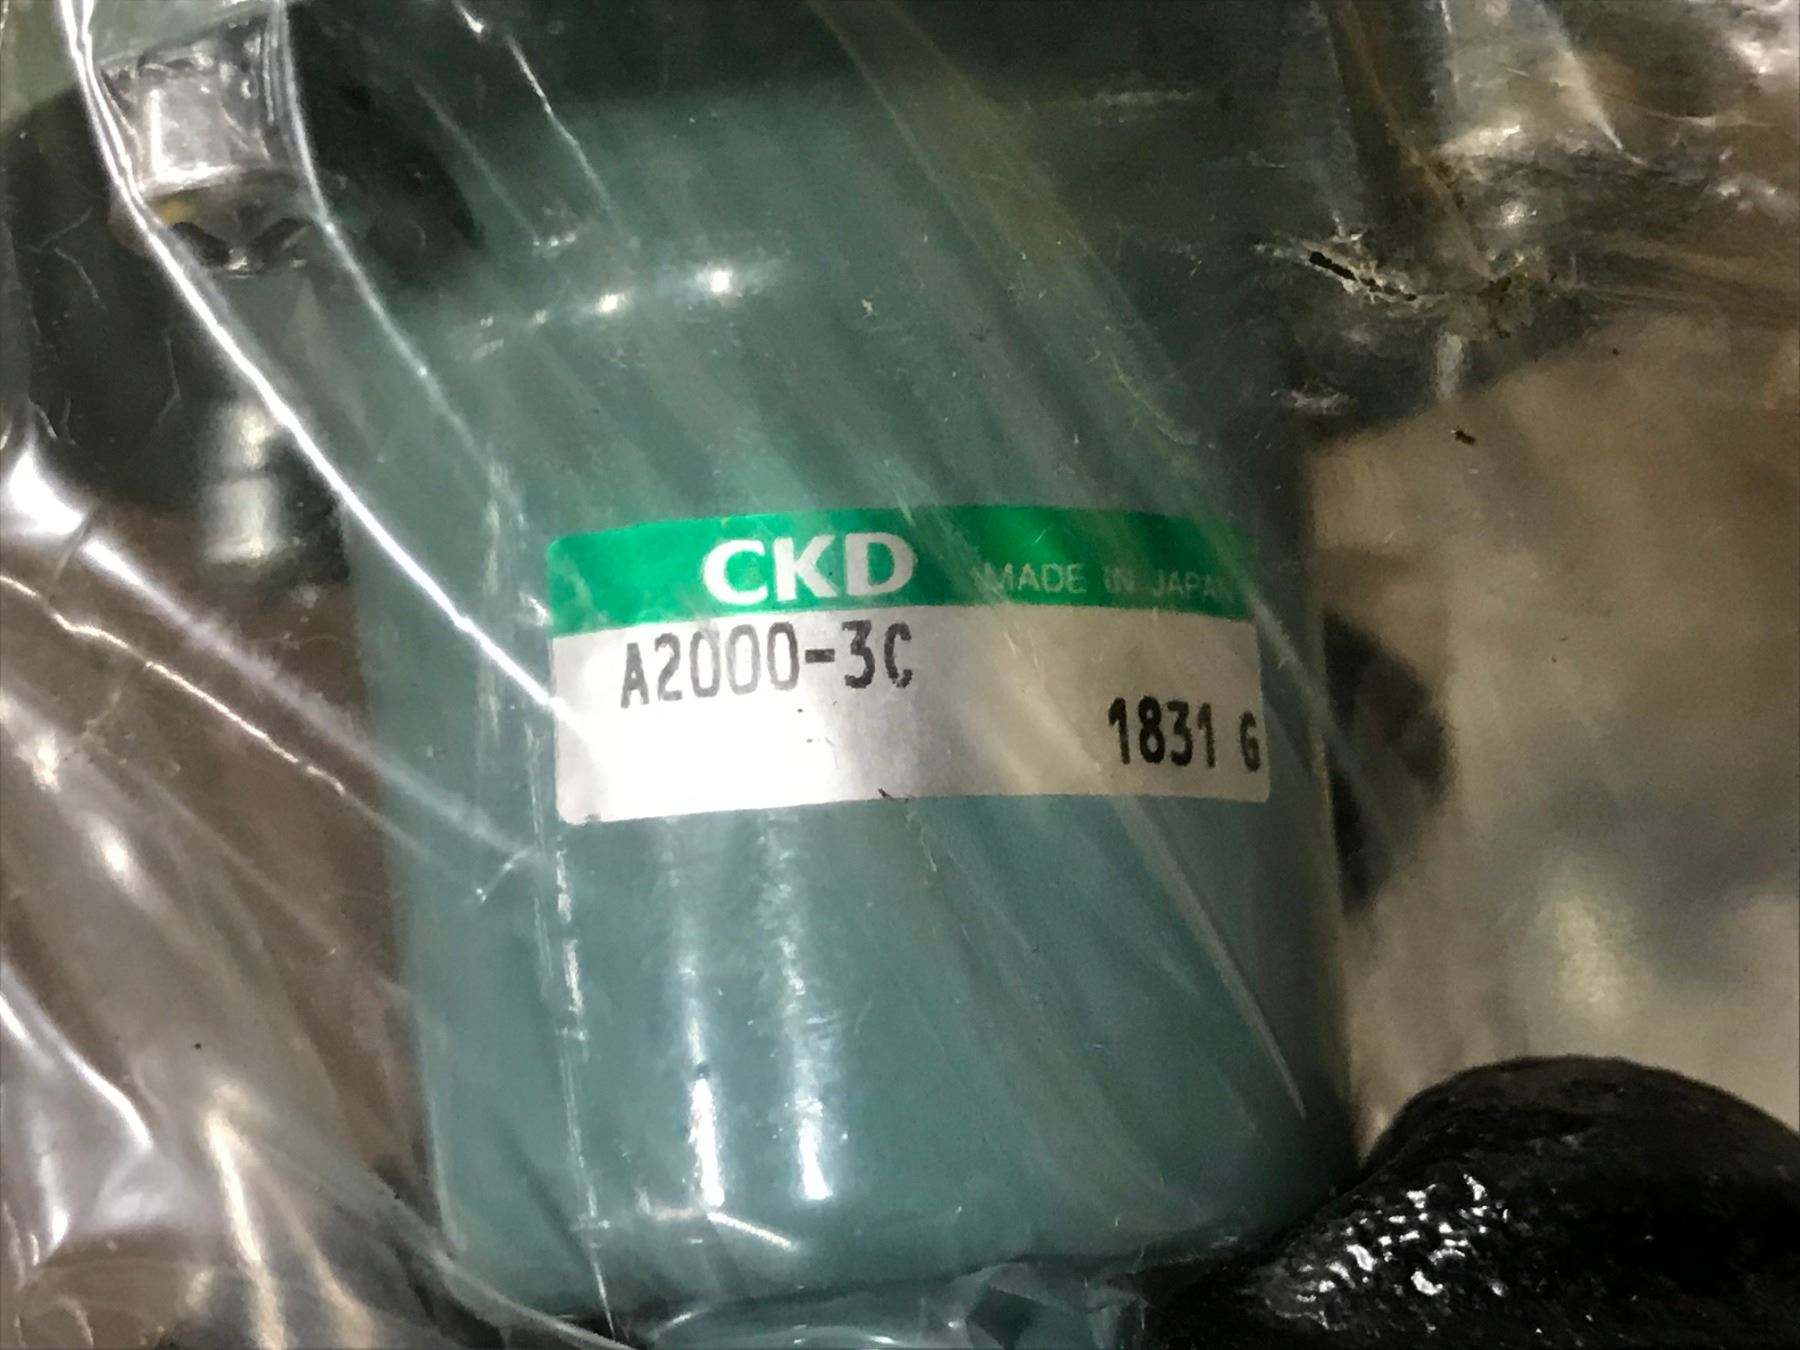 CKD MADE IN JAPAN
A2000-3C
1831 G